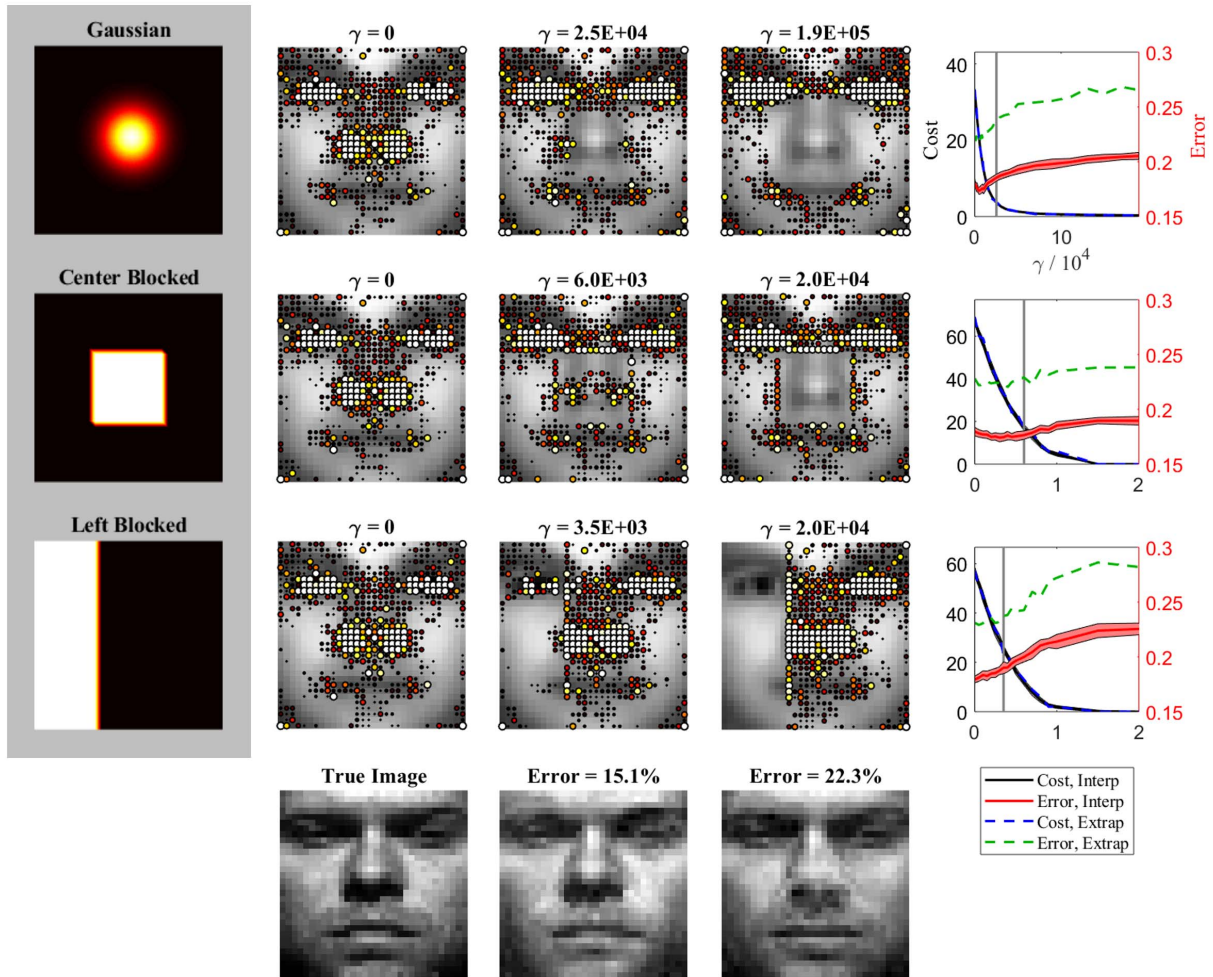 Gaussian
γ = 0
γ = 2.5E+04
γ = 1.9E+05
40
20
0
Cost
0.3
0.25
0.2
0.15
Error
0
10
γ / 10^4
Center Blocked
γ = 0
γ = 6.0E+03
γ = 2.0E+04
60
40
20
0
0.3
0.25
0.2
0.15
0
1
2
Left Blocked
γ = 0
γ = 3.5E+03
γ = 2.0E+04
60
40
20
0
0.3
0.25
0.2
0.15
0
1
2
True Image
Error = 15.1%
Error = 22.3%
Cost, Interp
Error, Interp
Cost, Extrap
Error, Extrap